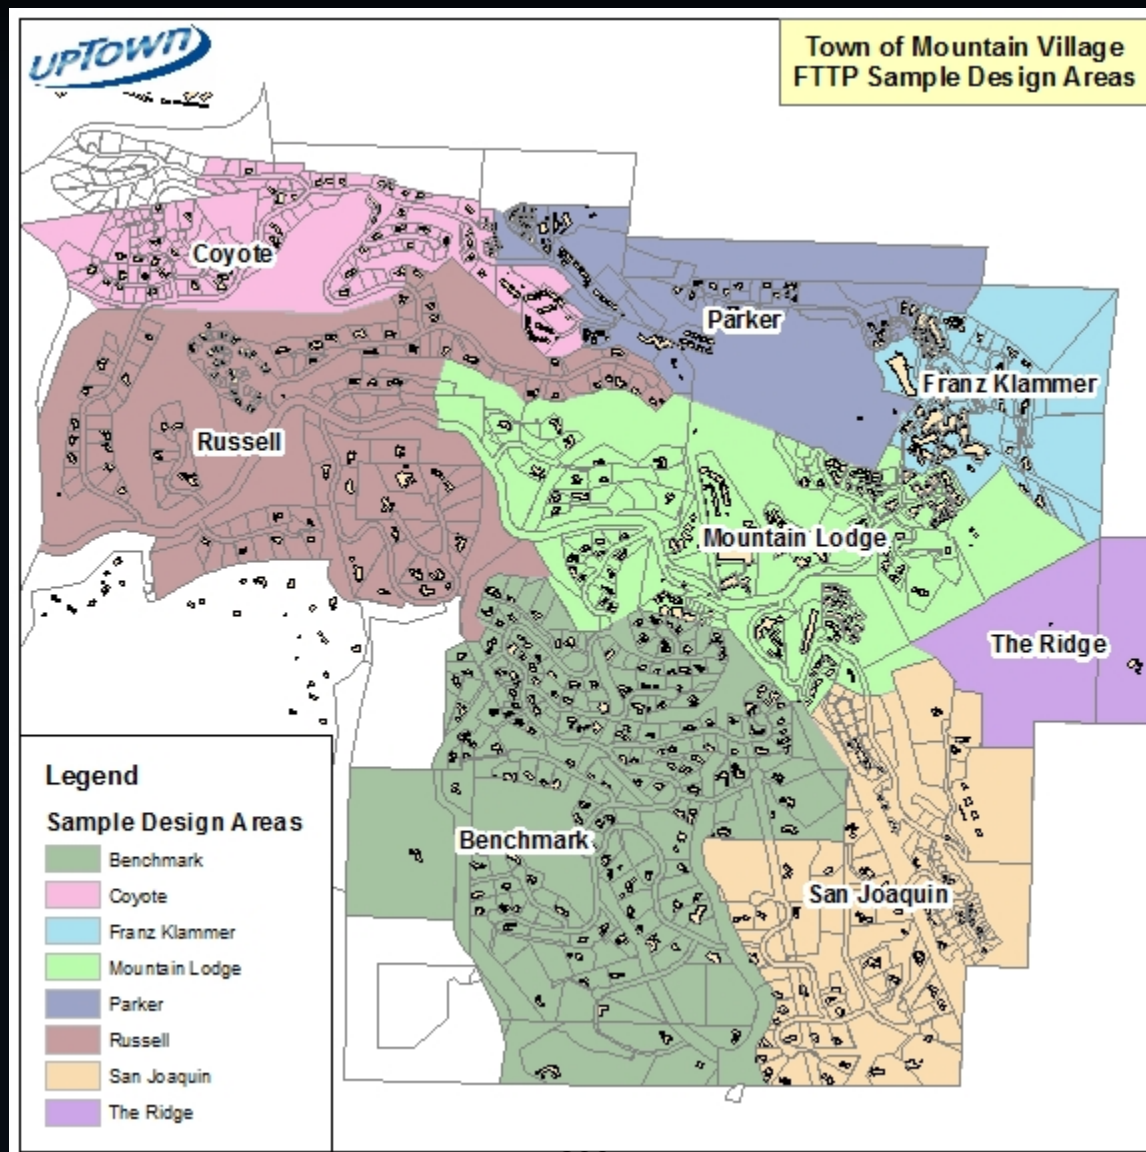 UPTOWN
Town of Mountain Village
FTTP Sample Design Areas
Coyote
Parker
Franz Klammer
Russell
Mountain Lodge
The Ridge
Benchmark
San Joaquin
Legend
Sample Design Areas
Benchmark
Coyote
Franz Klammer
Mountain Lodge
Parker
Russell
San Joaquin
The Ridge